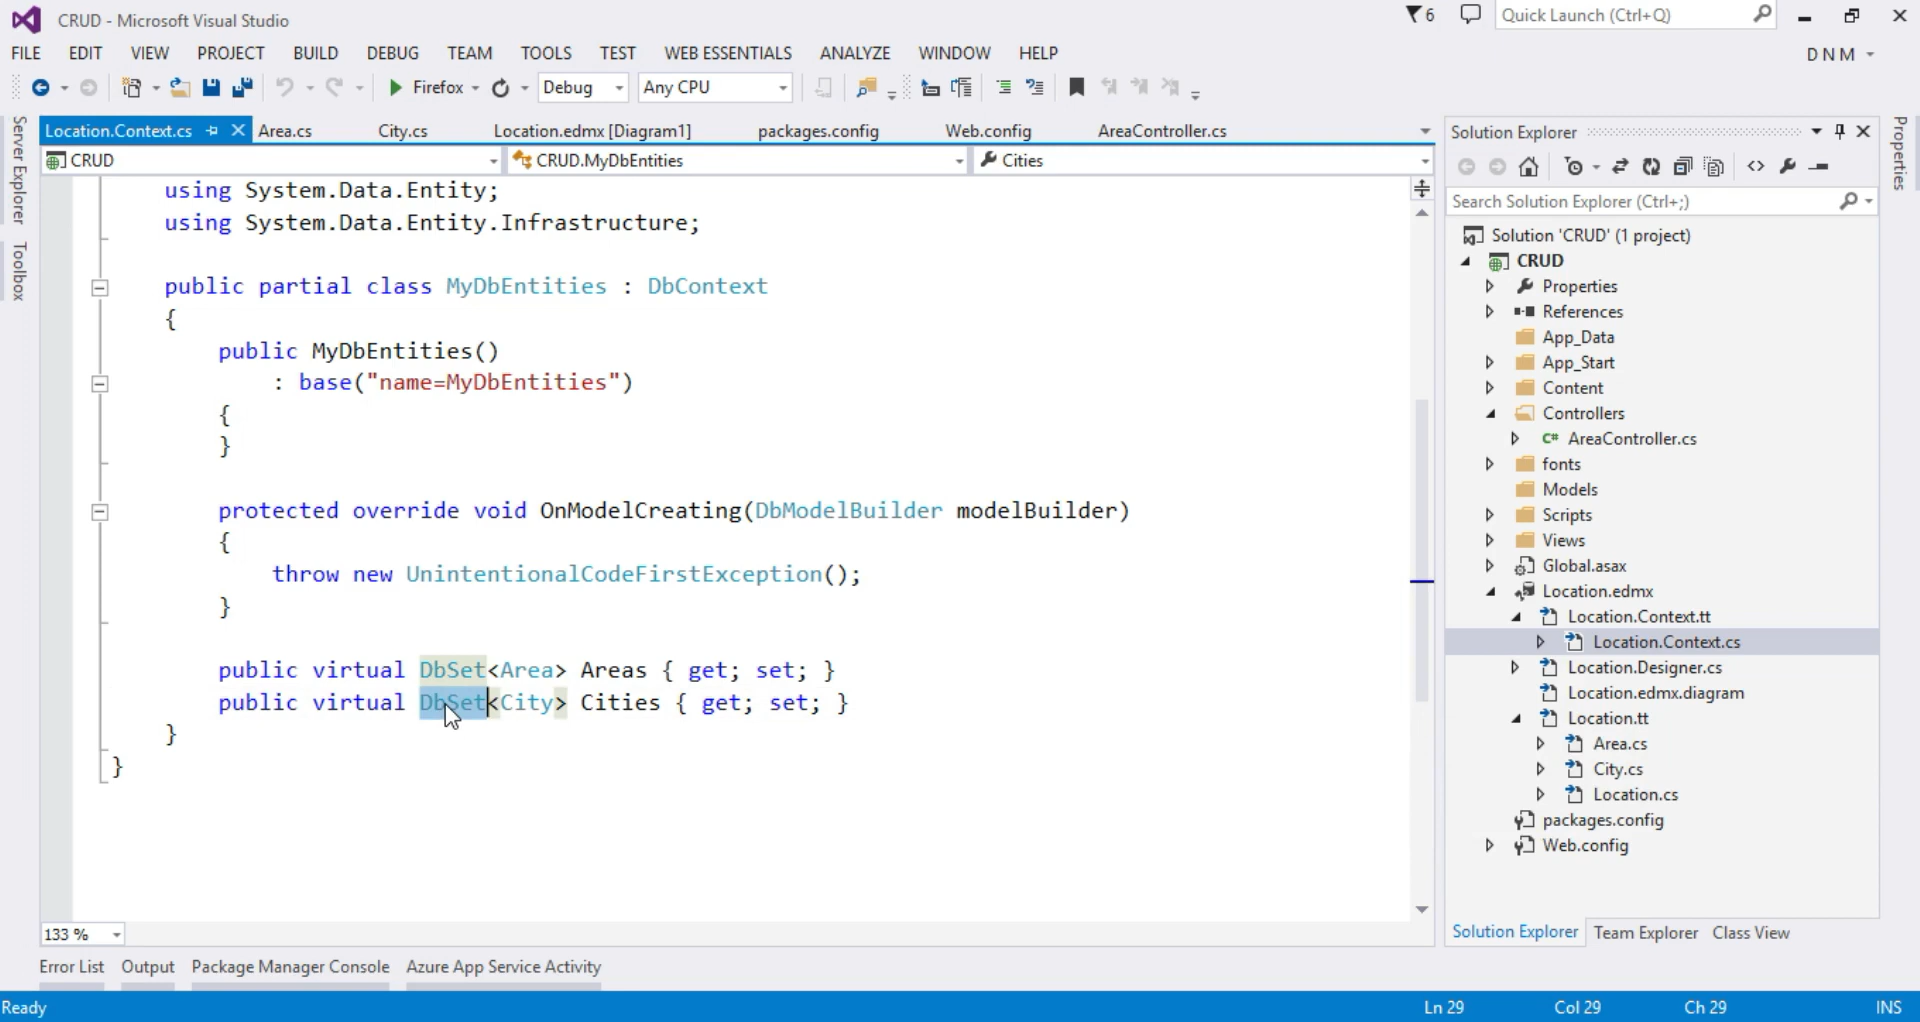 CRUD - Microsoft Visual Studio
6
Quick Launch (Ctrl+Q)
FILE EDIT VIEW PROJECT BUILD DEBUG TEAM TOOLS TEST WEB ESSENTIALS ANALYZE WINDOW HELP
D N M
Firefox Debug Any CPU
Server Explorer
Toolbox
Location.Context.cs Area.cs City.cs Location.edmx [Diagram1] packages.config Web.config AreaController.cs
CRUD CRUD.MyDbEntities Cities
using System.Data.Entity;
using System.Data.Entity.Infrastructure;
public partial class MyDbEntities : DbContext
{
public MyDbEntities()
: base("name=MyDbEntities")
{
}
protected override void OnModelCreating(DbModelBuilder modelBuilder)
{
throw new UnintentionalCodeFirstException();
}
public virtual DbSet<Area> Areas { get; set; }
public virtual DbSet<City> Cities { get; set; }
}
}
133 %
Solution Explorer
Search Solution Explorer (Ctrl+;)
Solution 'CRUD' (1 project)
CRUD
Properties
References
App_Data
App_Start
Content
Controllers
C# AreaController.cs
fonts
Models
Scripts
Views
Global.asax
Location.edmx
Location.Context.tt
Location.Context.cs
Location.Designer.cs
Location.edmx.diagram
Location.tt
Area.cs
City.cs
Location.cs
packages.config
Web.config
Solution Explorer Team Explorer Class View
Properties
Error List Output Package Manager Console Azure App Service Activity
Ready Ln 29 Col 29 Ch 29 INS